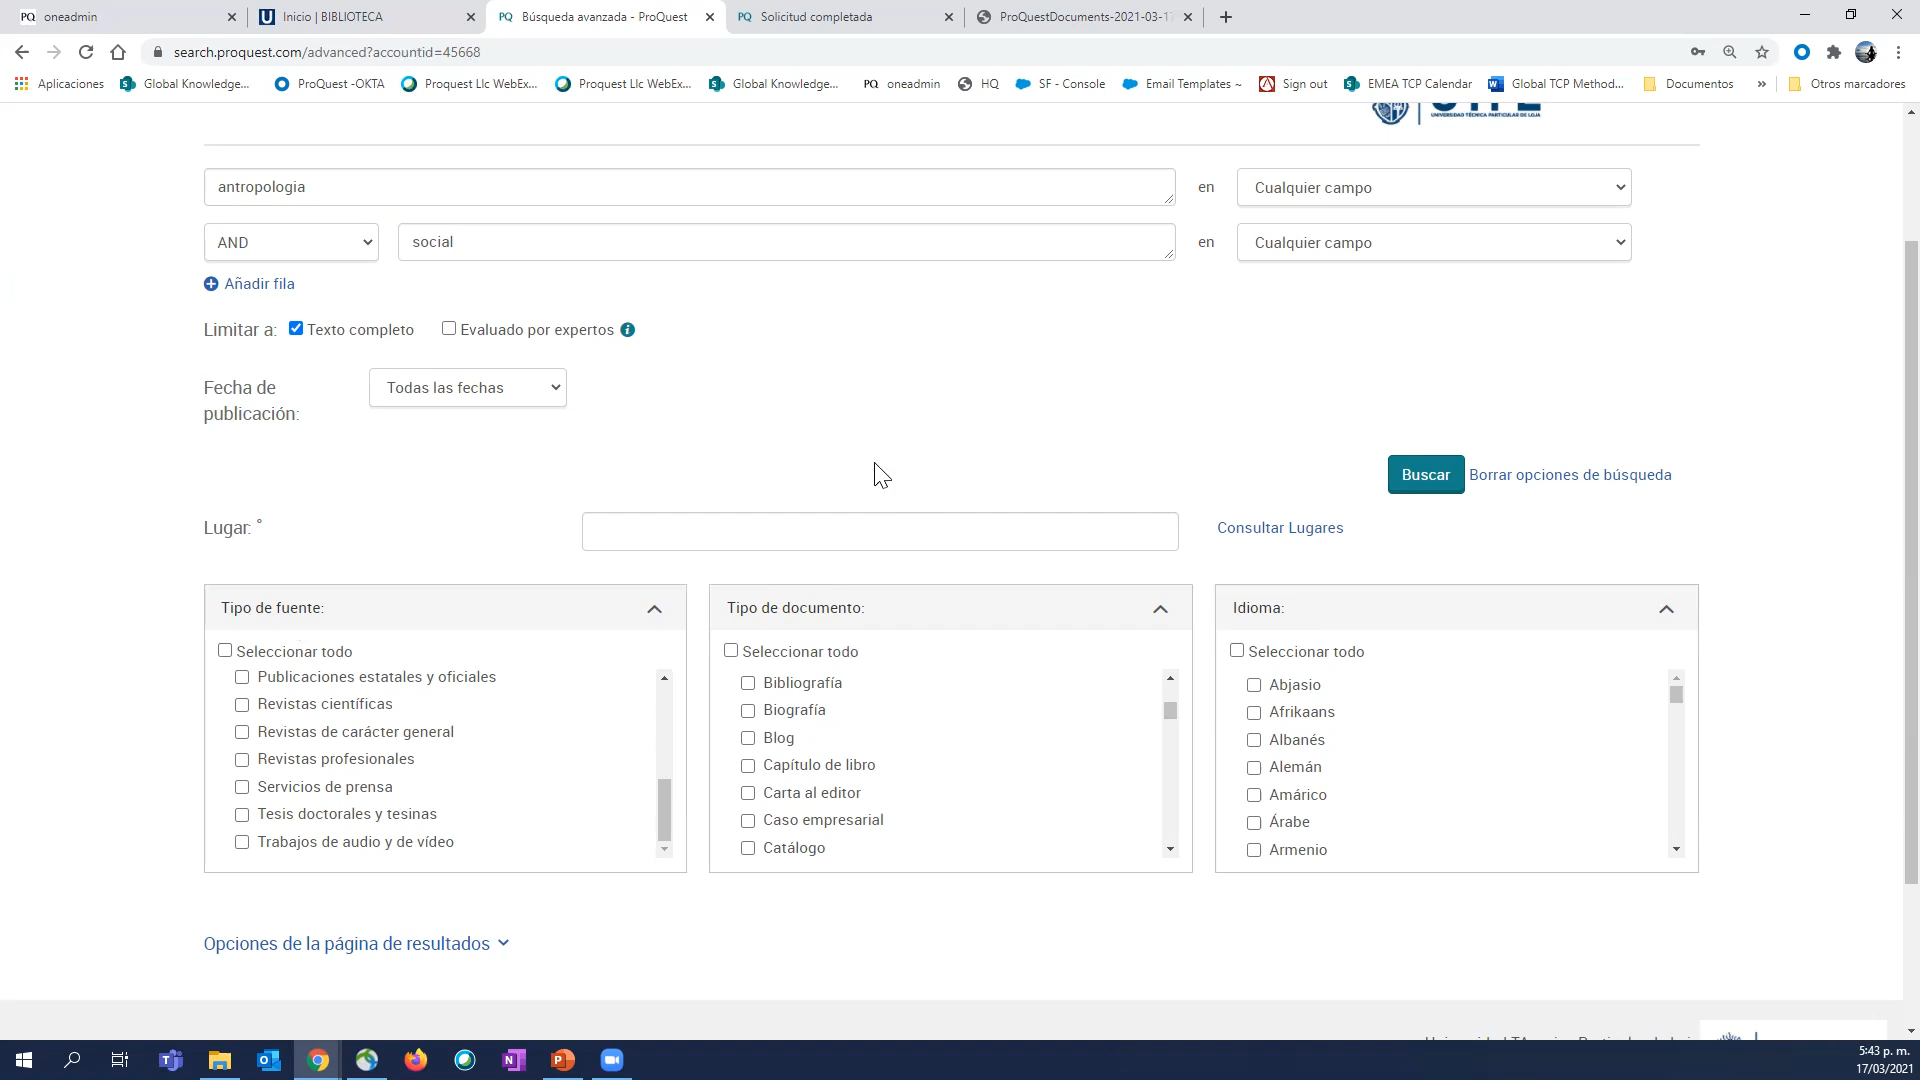 oneadmin
Inicio | BIBLIOTECA
Búsqueda avanzada - ProQuest
Solicitud completada
ProQuestDocuments-2021-03-17
search.proquest.com/advanced?accountid=45668
Aplicaciones
Global Knowledge...
ProQuest -OKTA
Proquest Llc WebEx...
Proquest Llc WebEx...
Global Knowledge...
PQ oneadmin
HQ
SF - Console
Email Templates ~
Sign out
EMEA TCP Calendar
Global TCP Method...
Documentos
»
Otros marcadores
UNIVERSIDAD TÉCNICA PARTICULAR DE LOJA
antropologia
en
Cualquier campo
AND
social
en
Cualquier campo
Añadir fila
Limitar a:
Texto completo
Evaluado por expertos
Fecha de
publicación:
Todas las fechas
Buscar
Borrar opciones de búsqueda
Lugar: °
Consultar Lugares
Tipo de fuente:
Seleccionar todo
Publicaciones estatales y oficiales
Revistas científicas
Revistas de carácter general
Revistas profesionales
Servicios de prensa
Tesis doctorales y tesinas
Trabajos de audio y de vídeo
Tipo de documento:
Seleccionar todo
Bibliografía
Biografía
Blog
Capítulo de libro
Carta al editor
Caso empresarial
Catálogo
Idioma:
Seleccionar todo
Abjasio
Afrikaans
Albanés
Alemán
Amárico
Árabe
Armenio
Opciones de la página de resultados
5:43 p. m.
17/03/2021